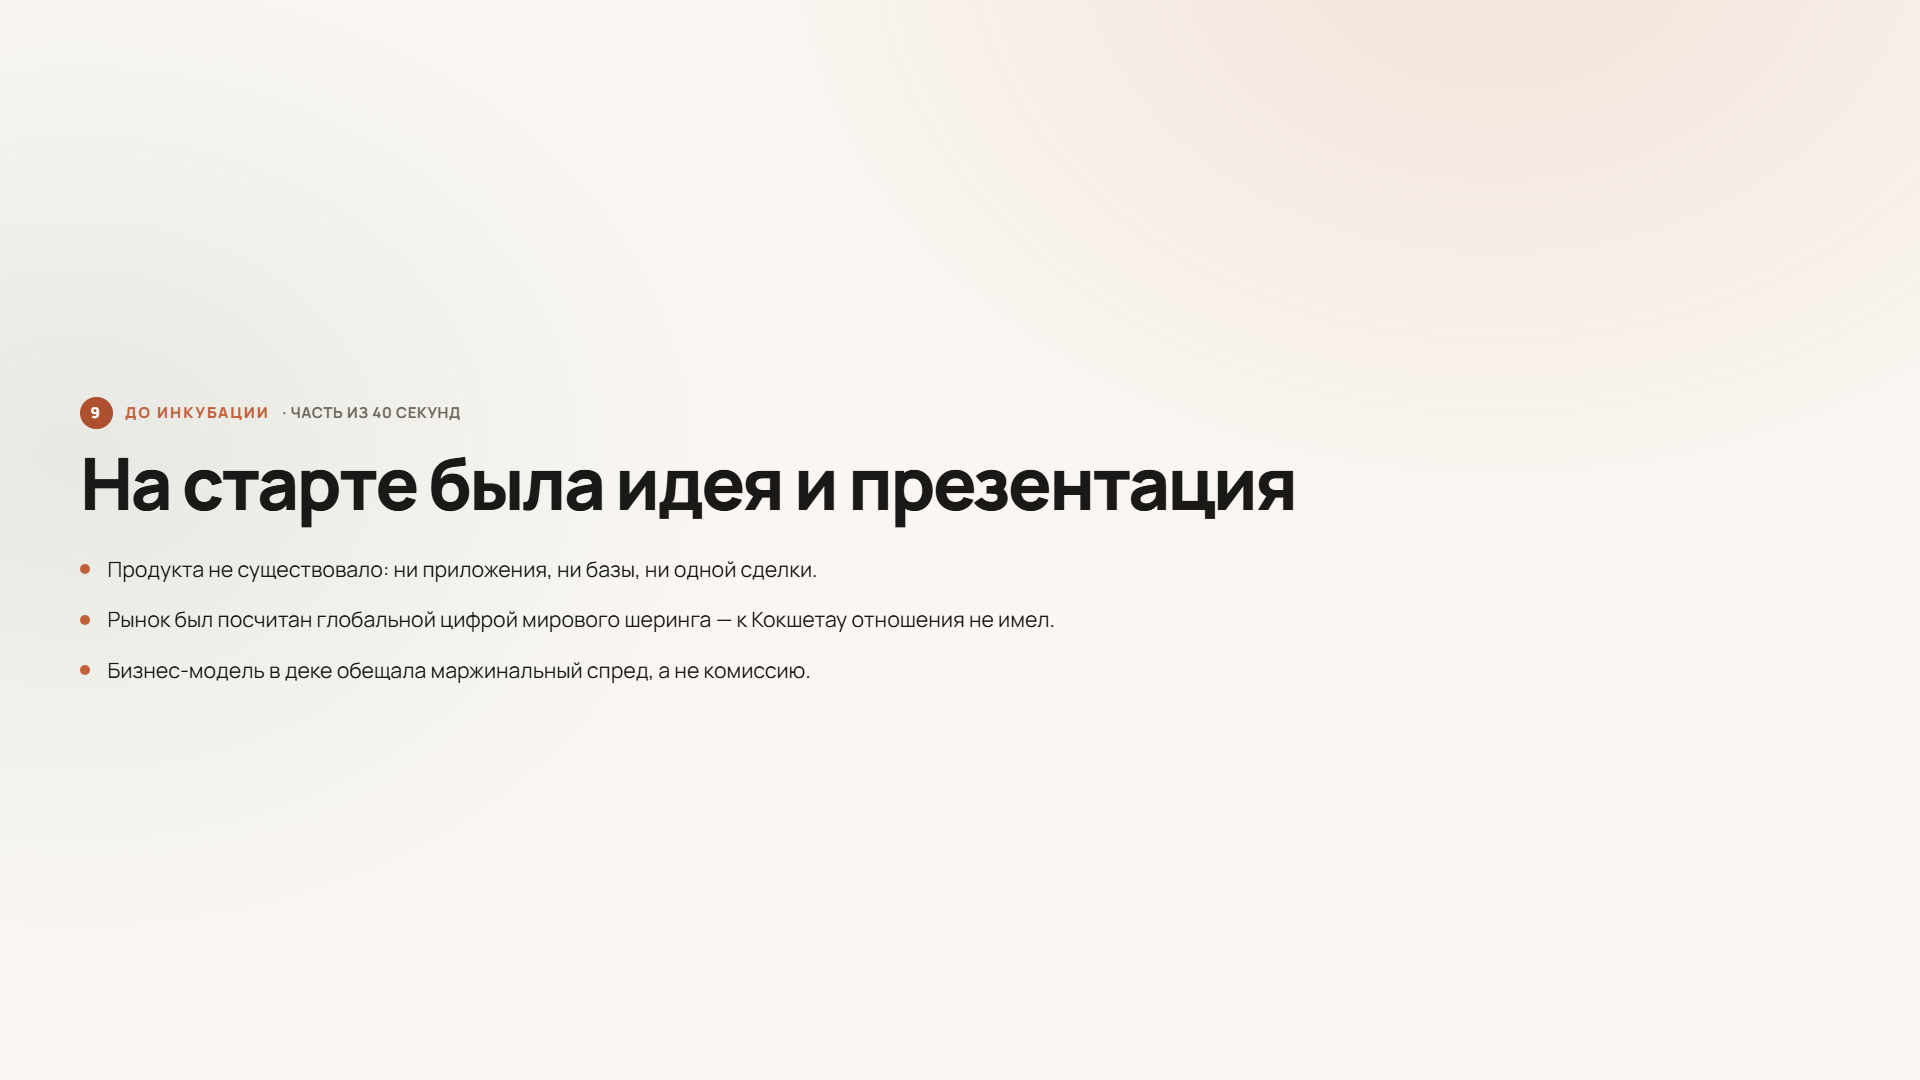 9 ДО ИНКУБАЦИИ · ЧАСТЬ ИЗ 40 СЕКУНД
На старте была идея и презентация
Продукта не существовало: ни приложения, ни базы, ни одной сделки.
Рынок был посчитан глобальной цифрой мирового шеринга — к Кокшетау отношения не имел.
Бизнес-модель в деке обещала маржинальный спред, а не комиссию.